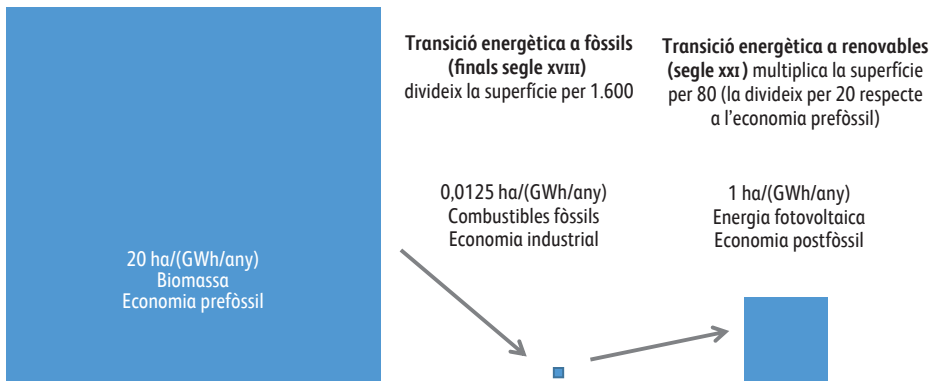 Transició energètica a fòssils
(finals segle XVIII)
divideix la superfície per 1.600
Transició energètica a renovables
(segle XXI) multiplica la superfície
per 80 (la divideix per 20 respecte
a l’economia prefòssil)
20 ha/(GWh/any)
Biomassa
Economia prefòssil
0,0125 ha/(GWh/any)
Combustibles fòssils
Economia industrial
1 ha/(GWh/any)
Energia fotovoltaica
Economia postfòssil